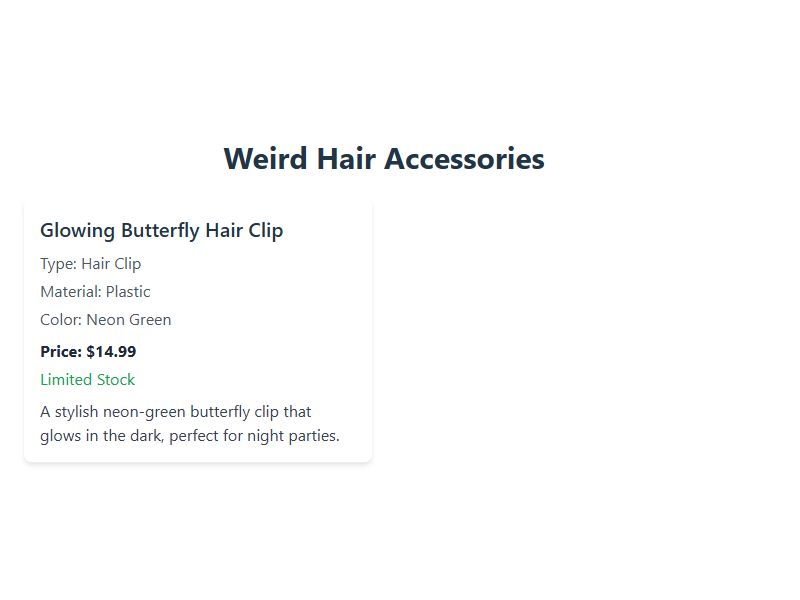 Weird Hair Accessories
Glowing Butterfly Hair Clip
Type: Hair Clip
Material: Plastic
Color: Neon Green
Price: $14.99
Limited Stock
A stylish neon-green butterfly clip that
glows in the dark, perfect for night parties.